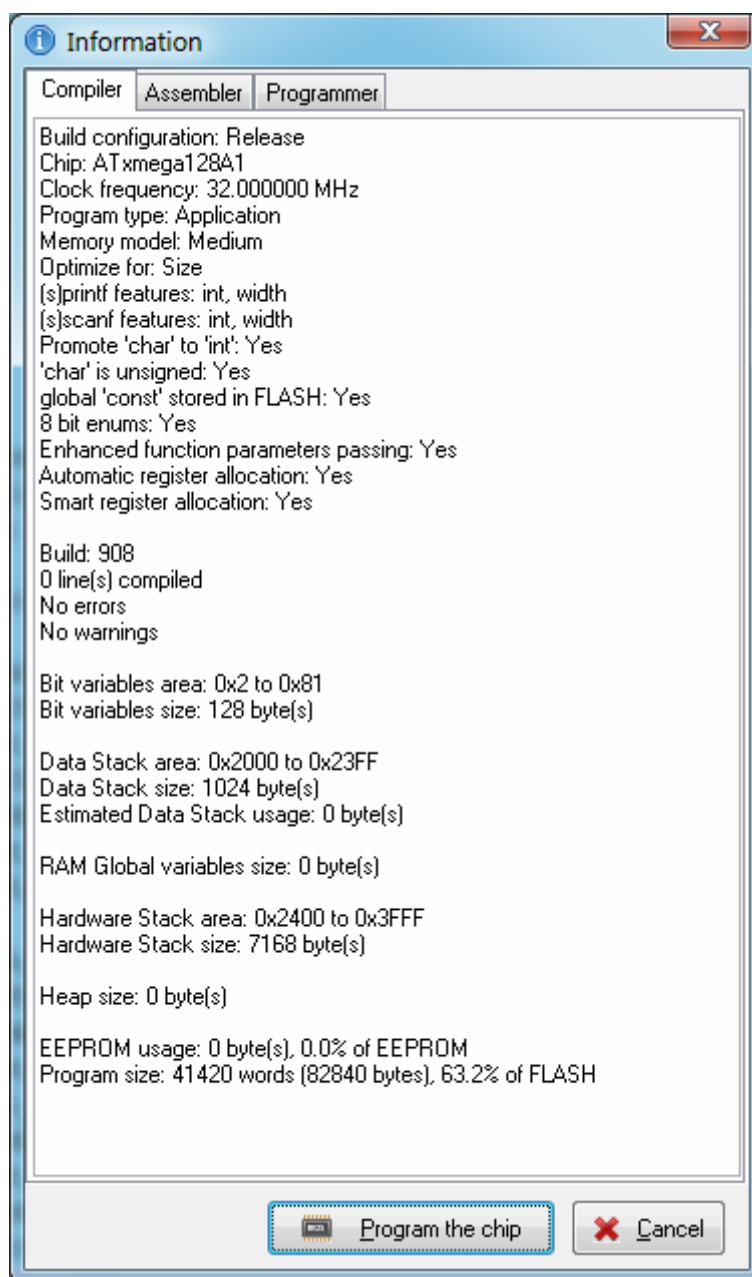 Information
Compiler Assembler Programmer
Build configuration: Release
Chip: ATxmega128A1
Clock frequency: 32.000000 MHz
Program type: Application
Memory model: Medium
Optimize for: Size
(s)printf features: int, width
(s)scanf features: int, width
Promote 'char' to 'int': Yes
'char' is unsigned: Yes
global 'const' stored in FLASH: Yes
8 bit enums: Yes
Enhanced function parameters passing: Yes
Automatic register allocation: Yes
Smart register allocation: Yes
Build: 908
0 line(s) compiled
No errors
No warnings
Bit variables area: 0x2 to 0x81
Bit variables size: 128 byte(s)
Data Stack area: 0x2000 to 0x23FF
Data Stack size: 1024 byte(s)
Estimated Data Stack usage: 0 byte(s)
RAM Global variables size: 0 byte(s)
Hardware Stack area: 0x2400 to 0x3FFF
Hardware Stack size: 7168 byte(s)
Heap size: 0 byte(s)
EEPROM usage: 0 byte(s), 0.0% of EEPROM
Program size: 41420 words (82840 bytes), 63.2% of FLASH
Program the chip Cancel